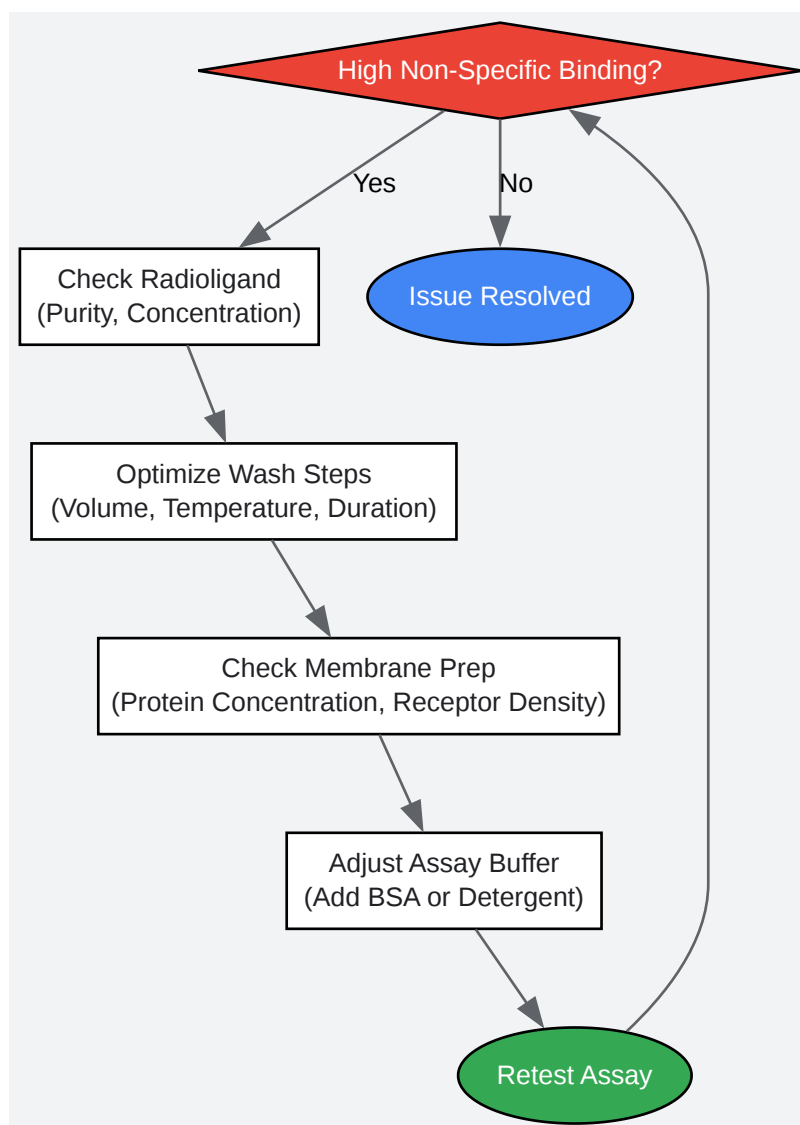 High Non-Specific Binding?
Yes
No
Check Radioligand
(Purity, Concentration)
Issue Resolved
Optimize Wash Steps
(Volume, Temperature, Duration)
Check Membrane Prep
(Protein Concentration, Receptor Density)
Adjust Assay Buffer
(Add BSA or Detergent)
Retest Assay